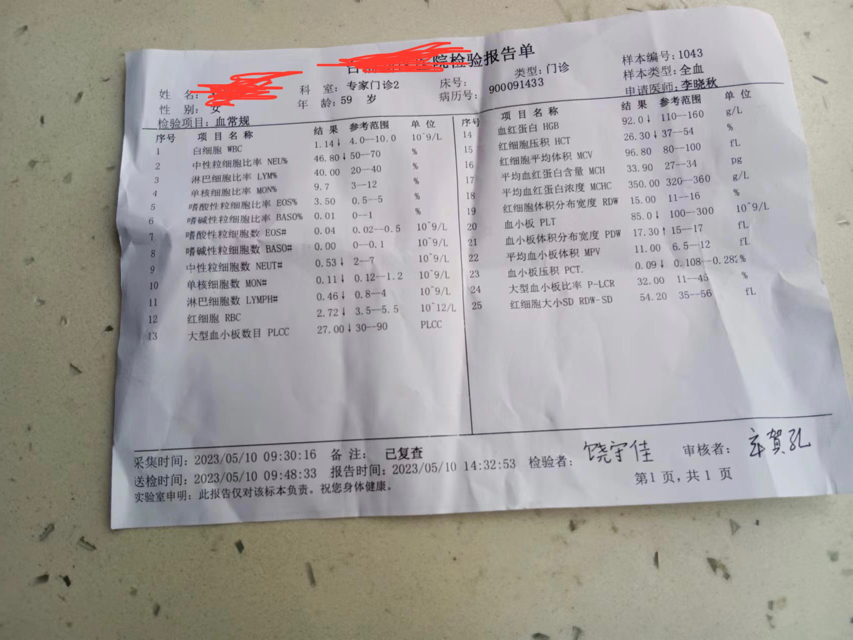 院检验报告单
姓 名:
科 室: 专家门诊2
床号:
类型: 门诊
样本编号: 1043
性 别: 女
年 龄: 59 岁
病历号: 900091433
样本类型: 全血
检验项目: 血常规
申请医师: 李晓秋
序号 项 目 名 称 结 果 参考范围 单 位
1 白细胞 WBC 1.14↓ 4.0--10.0 10^9/L
2 中性粒细胞比率 NEU% 46.80↓ 50--70 %
3 淋巴细胞比率 LYM% 40.00 20--40 %
4 单核细胞比率 MON% 9.7 3--12 %
5 嗜酸性粒细胞比率 EOS% 3.50 0.5--5 %
6 嗜碱性粒细胞比率 BASO% 0.01 0--1 %
7 嗜酸性粒细胞数 EOS# 0.04 0.02--0.5 10^9/L
8 嗜碱性粒细胞数 BASO# 0.00 0--0.1 10^9/L
9 中性粒细胞数 NEUT# 0.53↓ 2--7 10^9/L
10 单核细胞数 MON# 0.11↓ 0.12--1.2 10^9/L
11 淋巴细胞数 LYMPH# 0.46↓ 0.8--4 10^9/L
12 红细胞 RBC 2.72↓ 3.5--5.5 10^12/L
13 大型血小板数目 PLCC 27.00↓ 30--90 PLCC
序号 项 目 名 称 结 果 参考范围 单 位
14 血红蛋白 HGB 92.0↓ 110--160 g/L
15 红细胞压积 HCT 26.30↓ 37--54 %
16 红细胞平均体积 MCV 96.80 80--100 fL
17 平均血红蛋白含量 MCH 33.90 27--34 pg
18 平均血红蛋白浓度 MCHC 350.00 320--360 g/L
19 红细胞体积分布宽度 RDW 15.00 11--16 %
20 血小板 PLT 85.0↓ 100--300 10^9/L
21 血小板体积分布宽度 PDW 17.30↑ 15--17 fL
22 平均血小板体积 MPV 11.00 6.5--12 fL
23 血小板压积 PCT. 0.09↓ 0.108--0.282 %
24 大型血小板比率 P-LCR 32.00 11--45 %
25 红细胞大小SD RDW-SD 54.20 35--56 fL
采集时间: 2023/05/10 09:30:16 备 注: 已复查
送检时间: 2023/05/10 09:48:33 报告时间: 2023/05/10 14:32:53 检验者: 饶守佳 审核者:
实验室申明: 此报告仅对该标本负责。祝您身体健康。
第1 页, 共 1 页